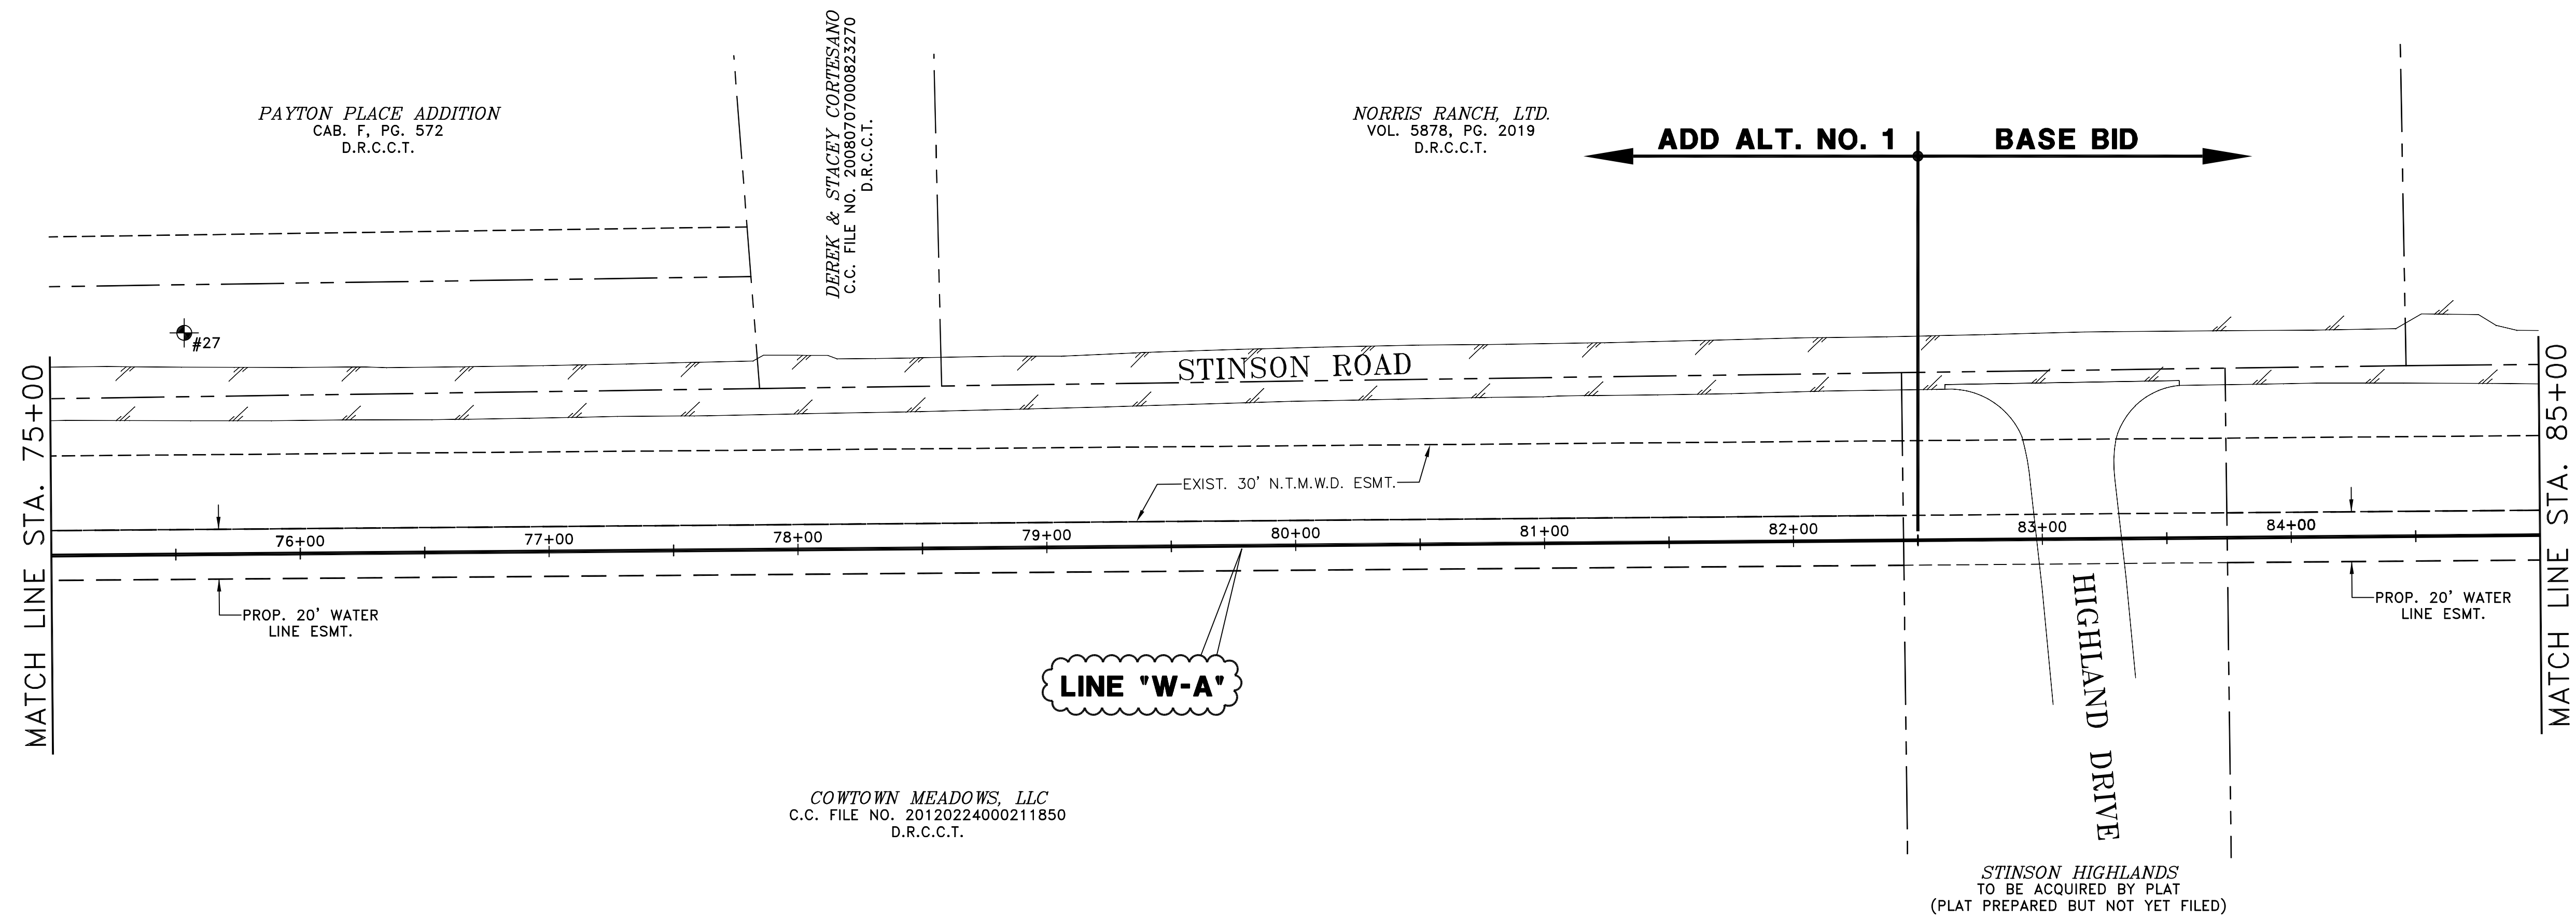 PAYTON PLACE ADDITION
CAB. F, PG. 572
D.R.C.C.T.
DEREK & STACEY CORTESANO
C.C. FILE NO. 20080707000823270
D.R.C.C.T.
NORRIS RANCH, LTD.
VOL. 5878, PG. 2019
D.R.C.C.T.
ADD ALT. NO. 1
BASE BID
#27
STINSON ROAD
MATCH LINE STA. 75+00
MATCH LINE STA. 85+00
EXIST. 30' N.T.M.W.D. ESMT.
76+00
77+00
78+00
79+00
80+00
81+00
82+00
83+00
84+00
PROP. 20' WATER
LINE ESMT.
PROP. 20' WATER
LINE ESMT.
LINE "W-A"
HIGHLAND DRIVE
COWTOWN MEADOWS, LLC
C.C. FILE NO. 20120224000211850
D.R.C.C.T.
STINSON HIGHLANDS
TO BE ACQUIRED BY PLAT
(PLAT PREPARED BUT NOT YET FILED)